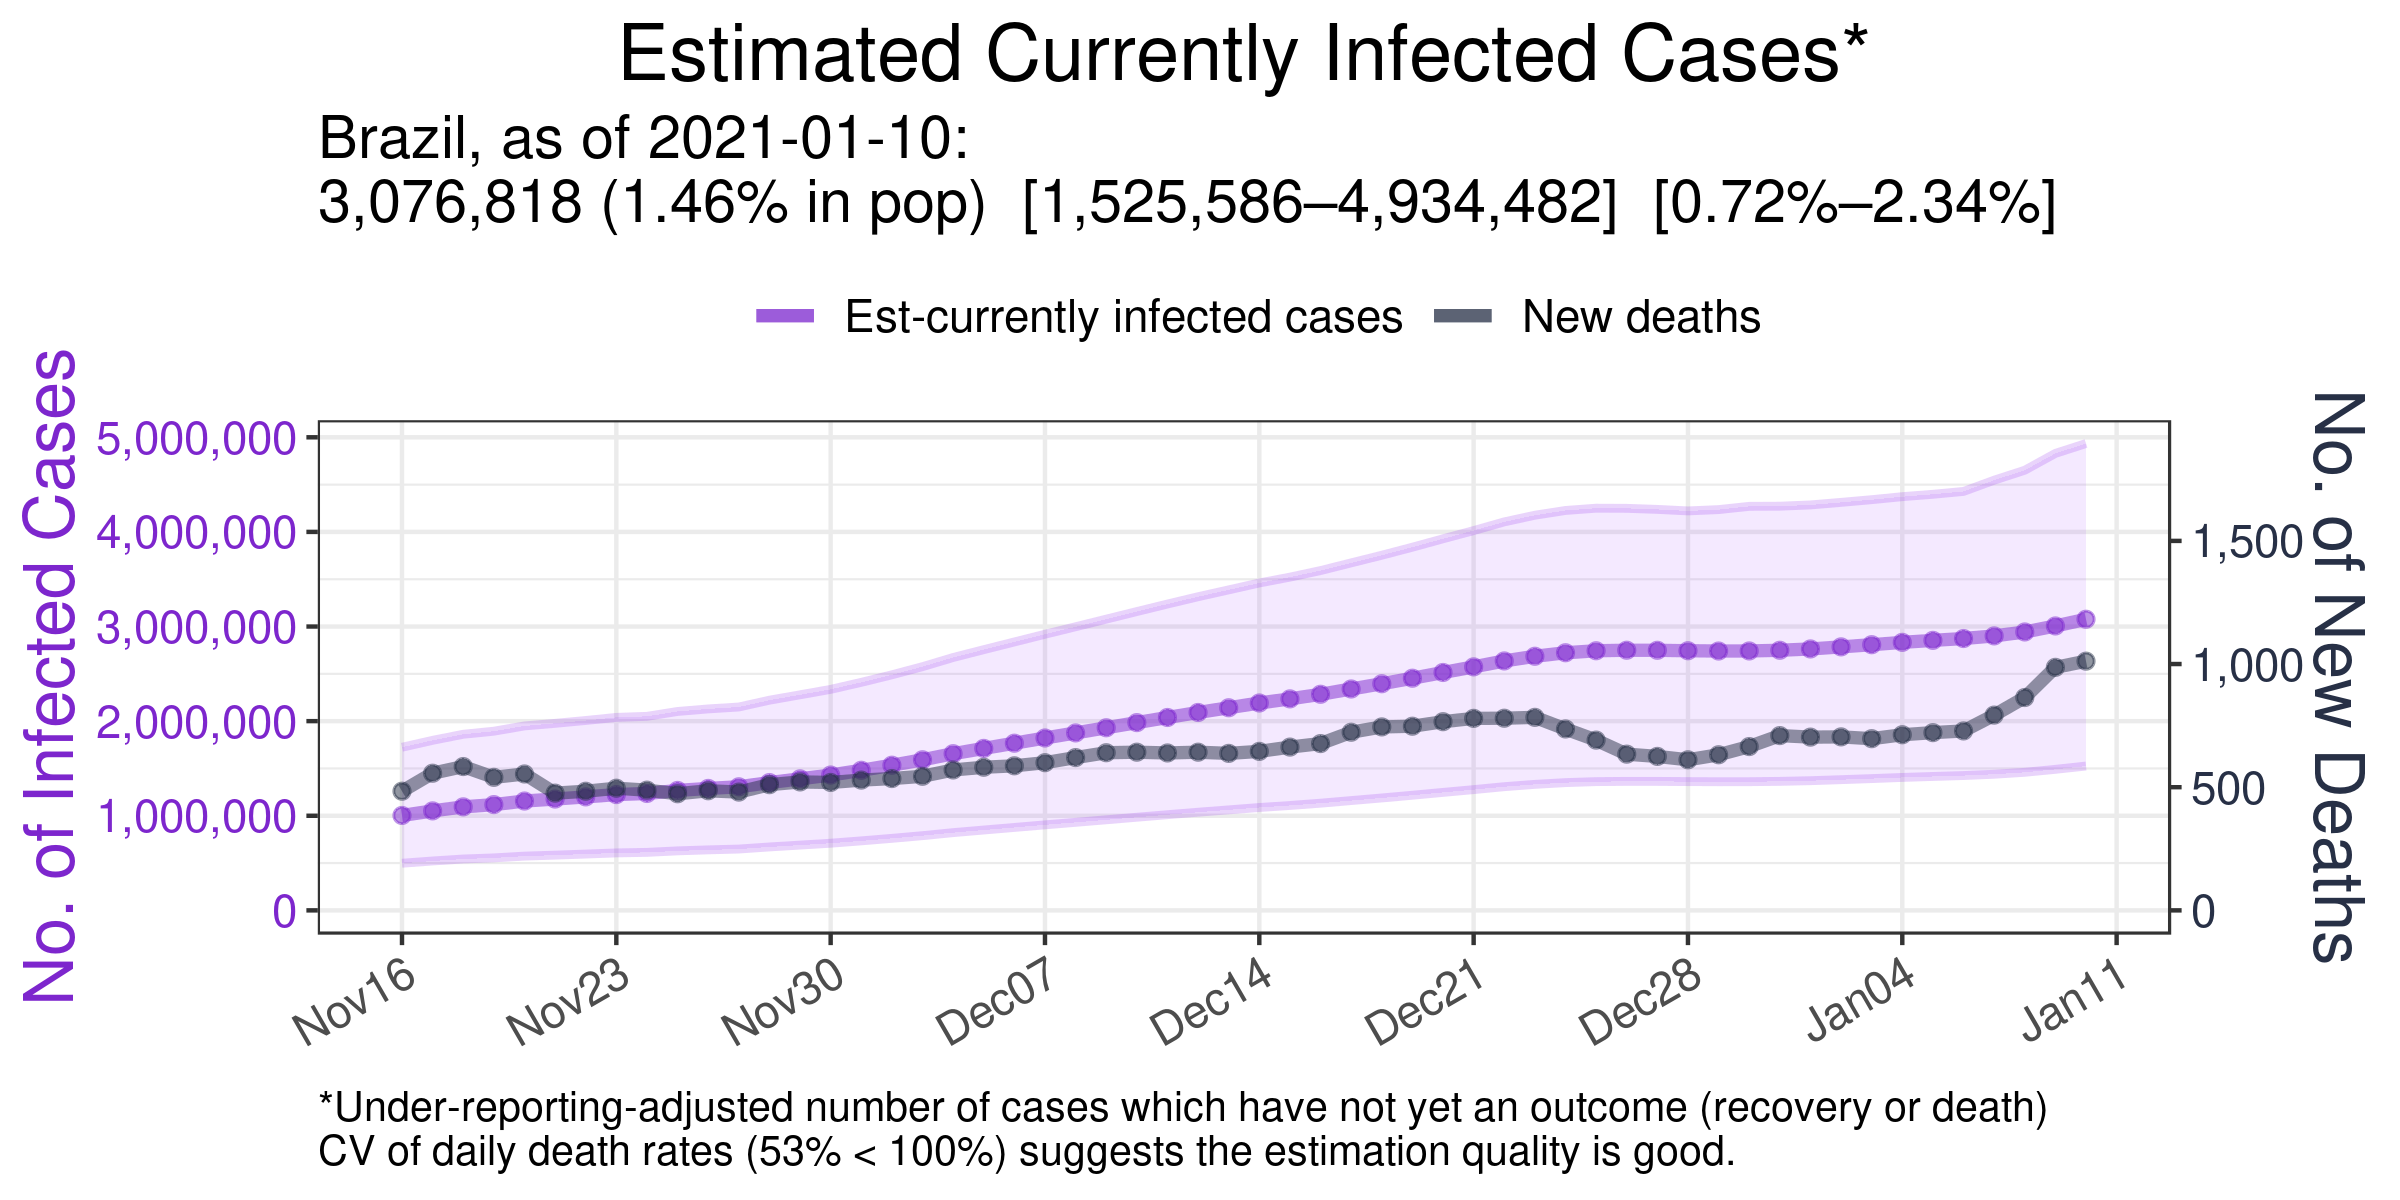 Estimated Currently Infected Cases*
Brazil, as of 2021-01-10:
3,076,818 (1.46% in pop) [1,525,586–4,934,482] [0.72%–2.34%]
Est-currently infected cases
New deaths
No. of Infected Cases
5,000,000
4,000,000
3,000,000
2,000,000
1,000,000
0
1,500
1,000
500
0
No. of New Deaths
Nov16
Nov23
Nov30
Dec07
Dec14
Dec21
Dec28
Jan04
Jan11
*Under-reporting-adjusted number of cases which have not yet an outcome (recovery or death)
CV of daily death rates (53% < 100%) suggests the estimation quality is good.